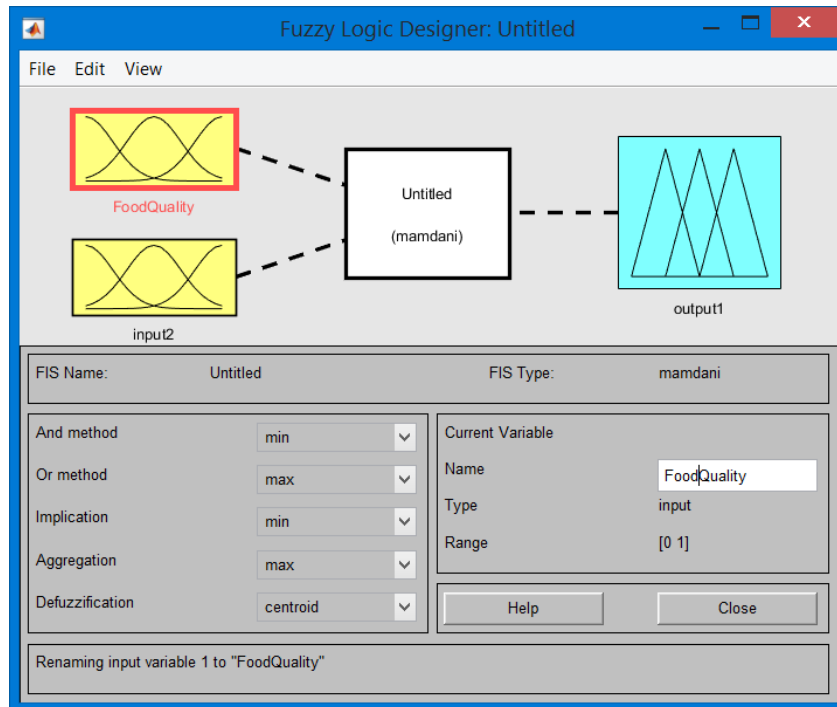 Fuzzy Logic Designer: Untitled
File Edit View
FoodQuality
input2
Untitled
(mamdani)
output1
FIS Name: Untitled FIS Type: mamdani
And method min
Or method max
Implication min
Aggregation max
Defuzzification centroid
Current Variable
Name FoodQuality
Type input
Range [0 1]
Help Close
Renaming input variable 1 to "FoodQuality"